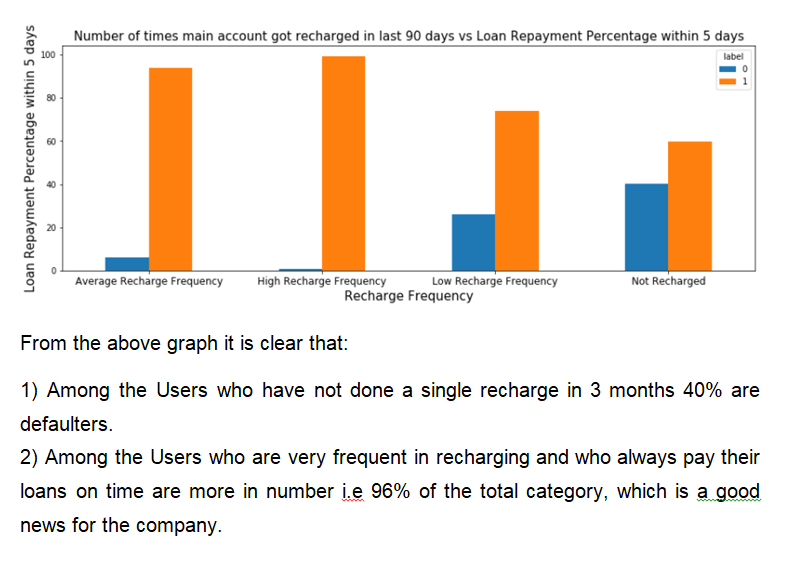 Number of times main account got recharged in last 90 days vs Loan Repayment Percentage within 5 days
Loan Repayment Percentage within 5 days
100
80
60
40
20
0
label
0
1
Average Recharge Frequency
High Recharge Frequency
Low Recharge Frequency
Not Recharged
Recharge Frequency
From the above graph it is clear that:
1) Among the Users who have not done a single recharge in 3 months 40% are
defaulters.
2) Among the Users who are very frequent in recharging and who always pay their
loans on time are more in number i.e 96% of the total category, which is a good
news for the company.